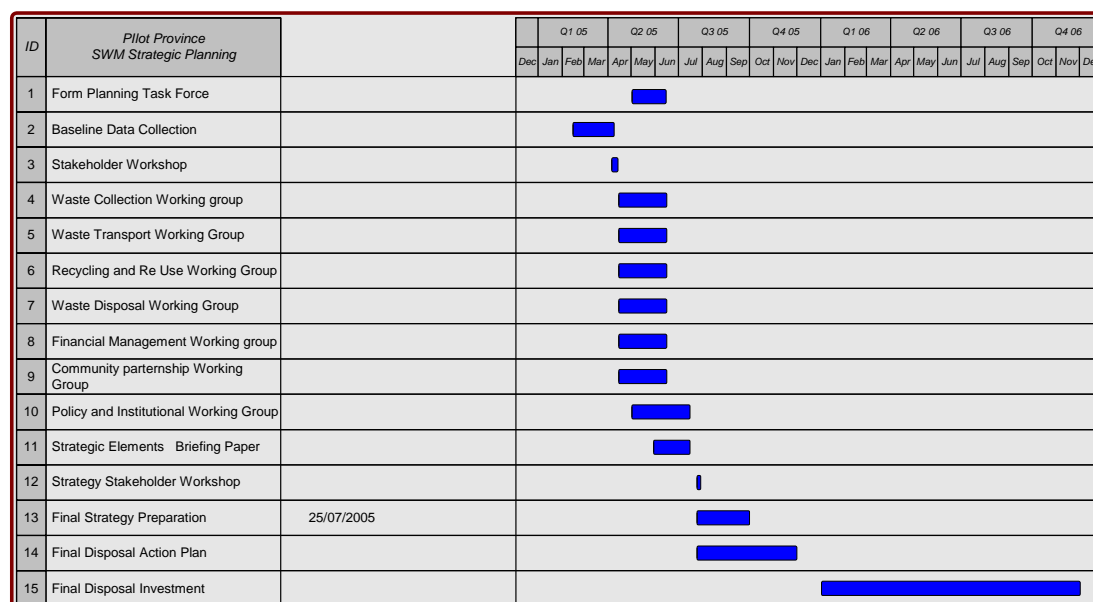 ID
PIlot Province
SWM Strategic Planning
Q1 05 Q2 05 Q3 05 Q4 05 Q1 06 Q2 06 Q3 06 Q4 06
Dec Jan Feb Mar Apr May Jun Jul Aug Sep Oct Nov Dec Jan Feb Mar Apr May Jun Jul Aug Sep Oct Nov De
1 Form Planning Task Force
2 Baseline Data Collection
3 Stakeholder Workshop
4 Waste Collection Working group
5 Waste Transport Working Group
6 Recycling and Re Use Working Group
7 Waste Disposal Working Group
8 Financial Management Working group
9 Community parternship Working
Group
10 Policy and Institutional Working Group
11 Strategic Elements Briefing Paper
12 Strategy Stakeholder Workshop
13 Final Strategy Preparation 25/07/2005
14 Final Disposal Action Plan
15 Final Disposal Investment